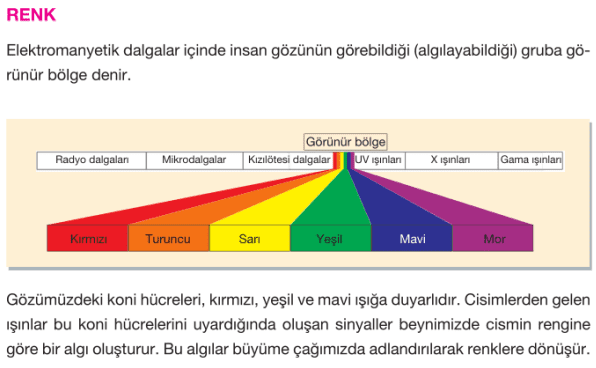 RENK
Elektromanyetik dalgalar içinde insan gözünün görebildiği (algılayabildiği) gruba gö-
rünür bölge denir.
Görünür bölge
Radyo dalgaları Mikrodalgalar Kızılötesi dalgalar UV ışınları X ışınları Gama ışınları
Kırmızı Turuncu Sarı Yeşil Mavi Mor
Gözümüzdeki koni hücreleri, kırmızı, yeşil ve mavi ışığa duyarlıdır. Cisimlerden gelen
ışınlar bu koni hücrelerini uyardığında oluşan sinyaller beynimizde cismin rengine
göre bir algı oluşturur. Bu algılar büyüme çağımızda adlandırılarak renklere dönüşür.